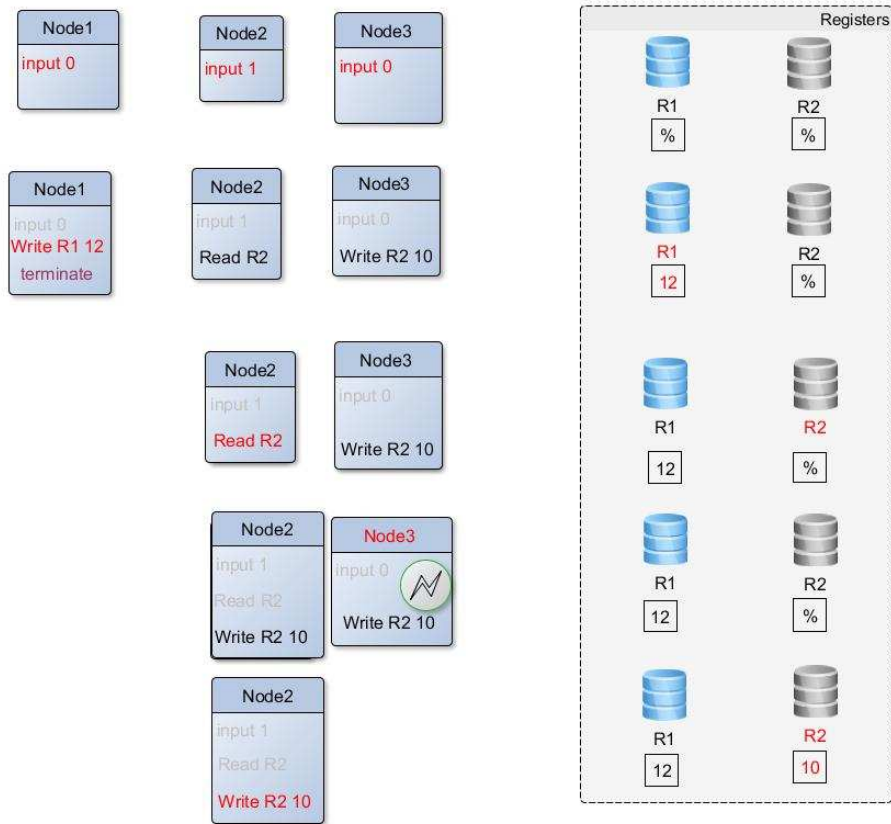 Registers
Node1
input 0
Node2
input 1
Node3
input 0
R1
%
R2
%
Node1
input 0
Write R1 12
terminate
Node2
input 1
Read R2
Node3
input 0
Write R2 10
R1
12
R2
%
Node2
input 1
Read R2
Node3
input 0
Write R2 10
R1
12
R2
%
Node2
input 1
Read R2
Write R2 10
Node3
input 0
Write R2 10
R1
12
R2
%
Node2
input 1
Read R2
Write R2 10
R1
12
R2
10